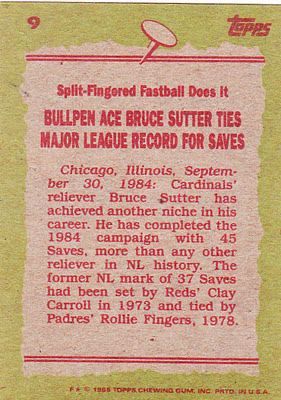 9
TOPPS
Split-Fingered Fastball Does it
BULLPEN ACE BRUCE SUTTER TIES
MAJOR LEAGUE RECORD FOR SAVES
Chicago, Illinois, Septem-
ber 30, 1984: Cardinals'
reliever Bruce Sutter has
achieved another niche in his
career. He has completed the
1984 campaign with 45
Saves, more than any other
reliever in NL history. The
former NL mark of 37 Saves
had been set by Reds' Clay
Carroll in 1973 and tied by
Padres' Rollie Fingers, 1978.
© 1985 TOPPS CHEWING GUM, INC. PRTD. IN U.S.A.